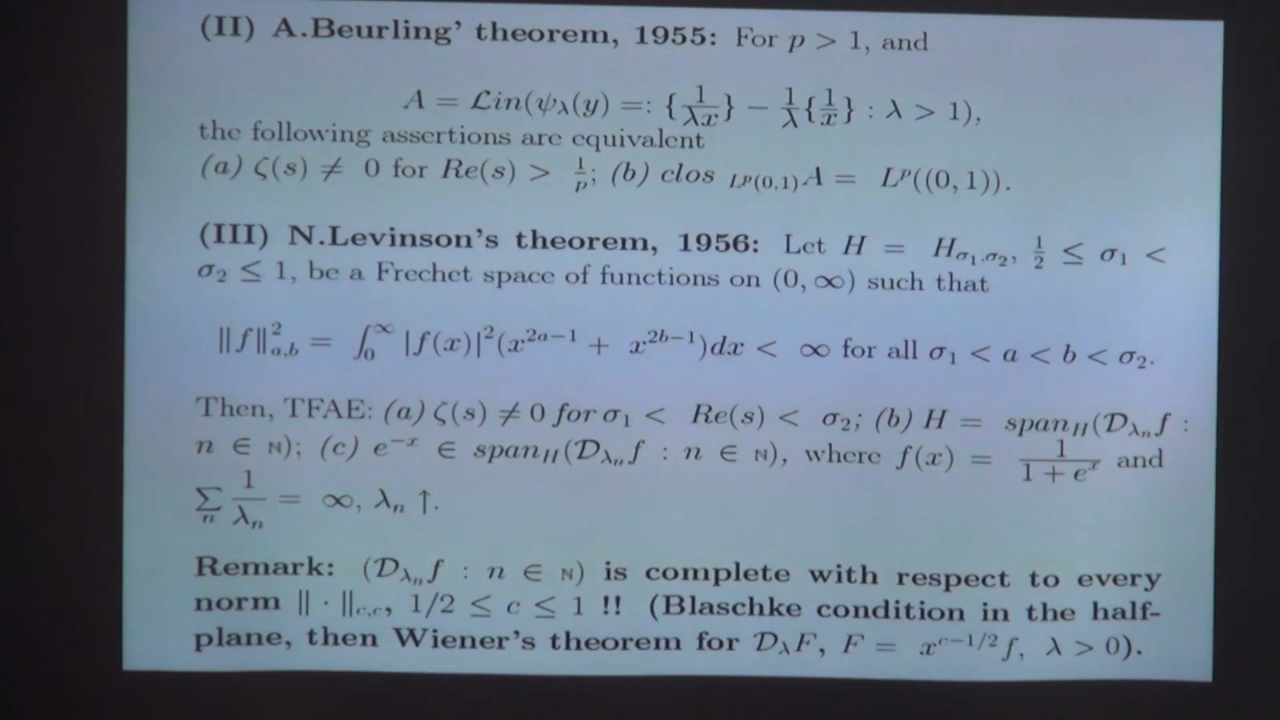 (II) A.Beurling' theorem, 1955: For p > 1, and
A = Lin(ψ_λ(y) =: {1/(λx)} − (1/λ){1/x} : λ > 1),
the following assertions are equivalent
(a) ζ(s) ≠ 0 for Re(s) > 1/p; (b) clos _{L^p(0,1)}A = L^p((0, 1)).
(III) N.Levinson's theorem, 1956: Let H = H_{σ₁,σ₂}, 1/2 ≤ σ₁ <
σ₂ ≤ 1, be a Frechet space of functions on (0, ∞) such that
‖f‖²_{a,b} = ∫₀^∞ |f(x)|²(x^{2a−1} + x^{2b−1})dx < ∞ for all σ₁ < a < b < σ₂.
Then, TFAE: (a) ζ(s) ≠ 0 for σ₁ < Re(s) < σ₂; (b) H = span_H(𝒟_{λ_n}f :
n ∈ ℕ); (c) e^{−x} ∈ span_H(𝒟_{λ_n}f : n ∈ ℕ), where f(x) = 1/(1 + e^x) and
∑_n 1/λ_n = ∞, λ_n ↑.
Remark: (𝒟_{λ_n}f : n ∈ ℕ) is complete with respect to every
norm ‖ · ‖_{c,c}, 1/2 ≤ c ≤ 1 !! (Blaschke condition in the half-
plane, then Wiener's theorem for 𝒟_λF, F = x^{c−1/2}f, λ > 0).